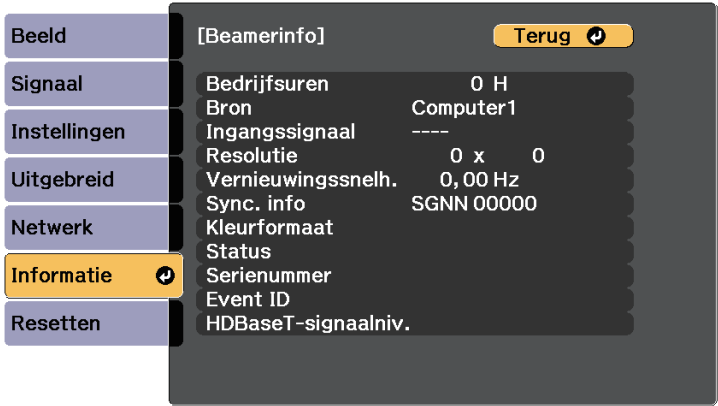 Beeld
Signaal
Instellingen
Uitgebreid
Netwerk
Informatie
Resetten
[Beamerinfo]
Terug
Bedrijfsuren 0 H
Bron Computer1
Ingangssignaal ----
Resolutie 0 x 0
Vernieuwingssnelh. 0,00 Hz
Sync. info SGNN 00000
Kleurformaat
Status
Serienummer
Event ID
HDBaseT-signaalniv.